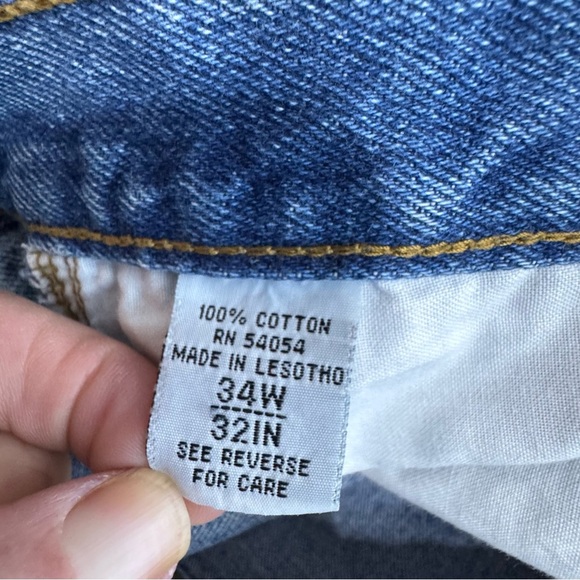 100% COTTON
RN 54054
MADE IN LESOTHO
34W
32IN
SEE REVERSE
FOR CARE